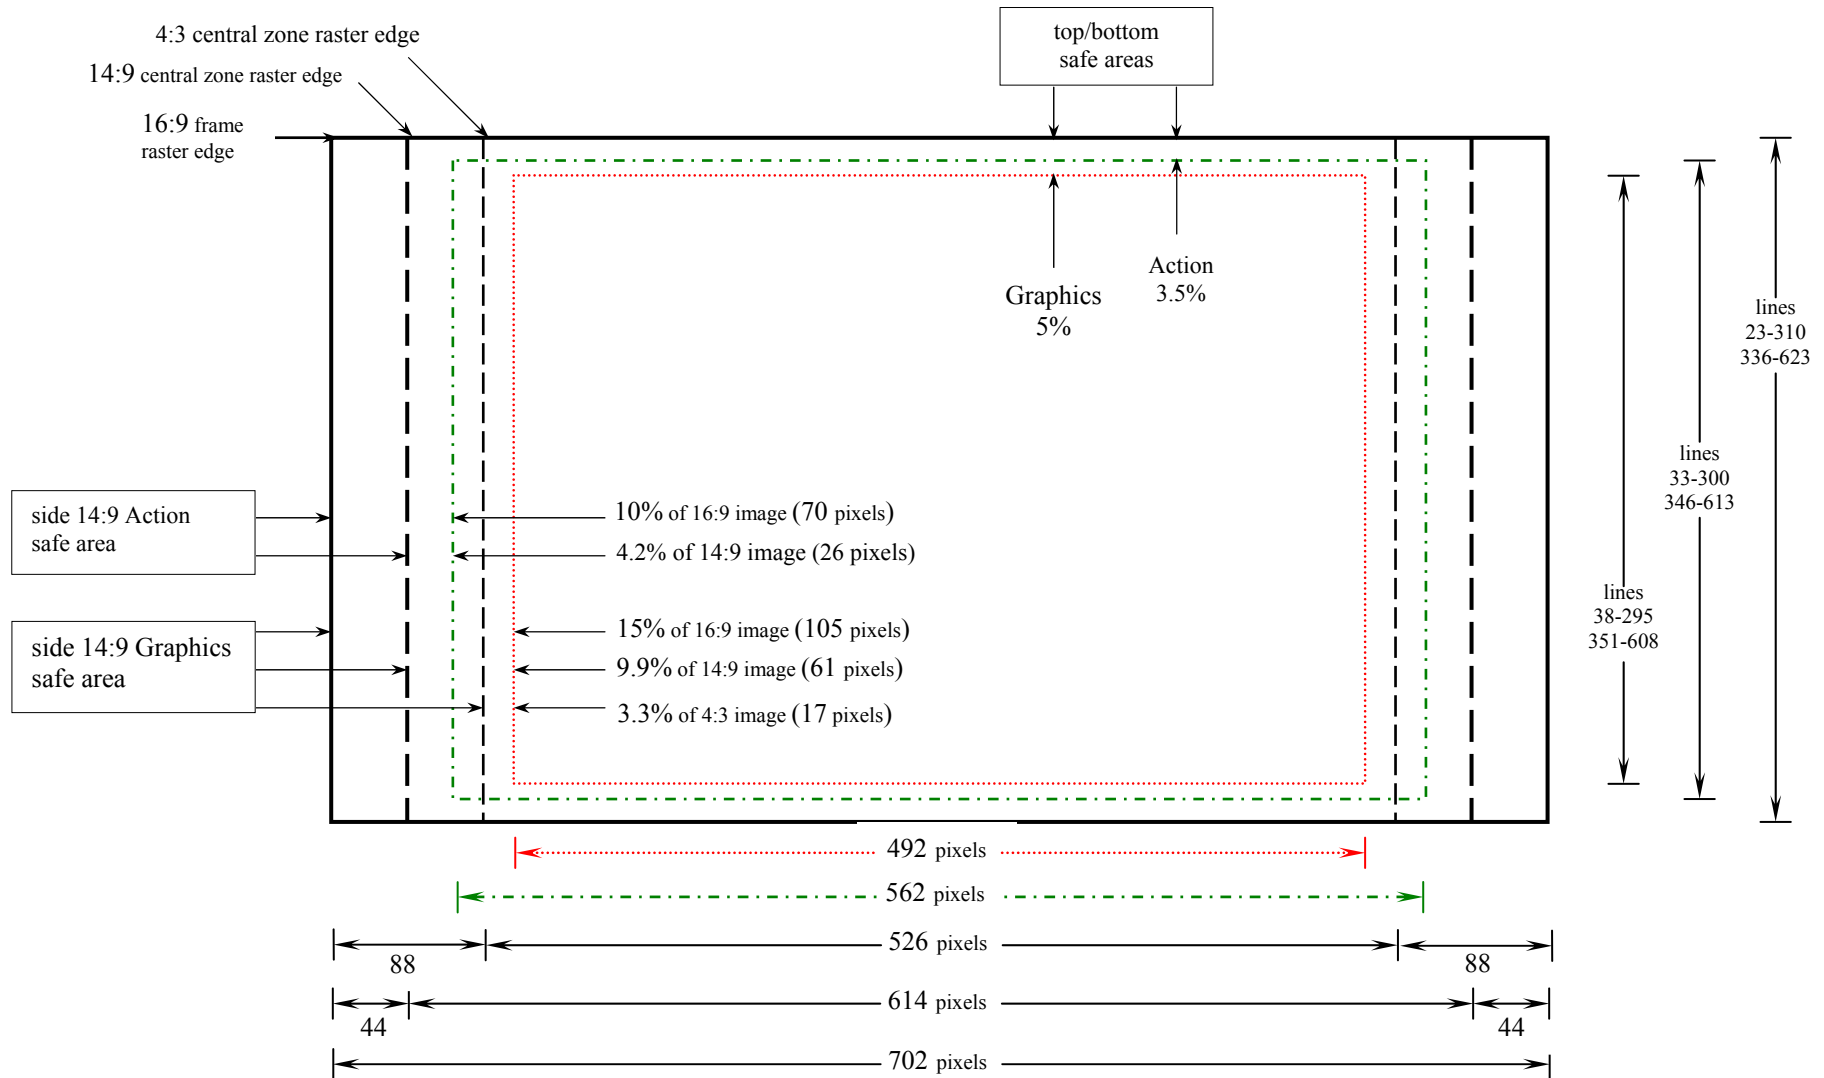 4:3 central zone raster edge
14:9 central zone raster edge
16:9 frame
raster edge
top/bottom
safe areas
Graphics
5%
Action
3.5%
lines
23-310
336-623
lines
33-300
346-613
lines
38-295
351-608
side 14:9 Action
safe area
10% of 16:9 image (70 pixels)
4.2% of 14:9 image (26 pixels)
side 14:9 Graphics
safe area
15% of 16:9 image (105 pixels)
9.9% of 14:9 image (61 pixels)
3.3% of 4:3 image (17 pixels)
492 pixels
562 pixels
88
526 pixels
88
44
614 pixels
44
702 pixels